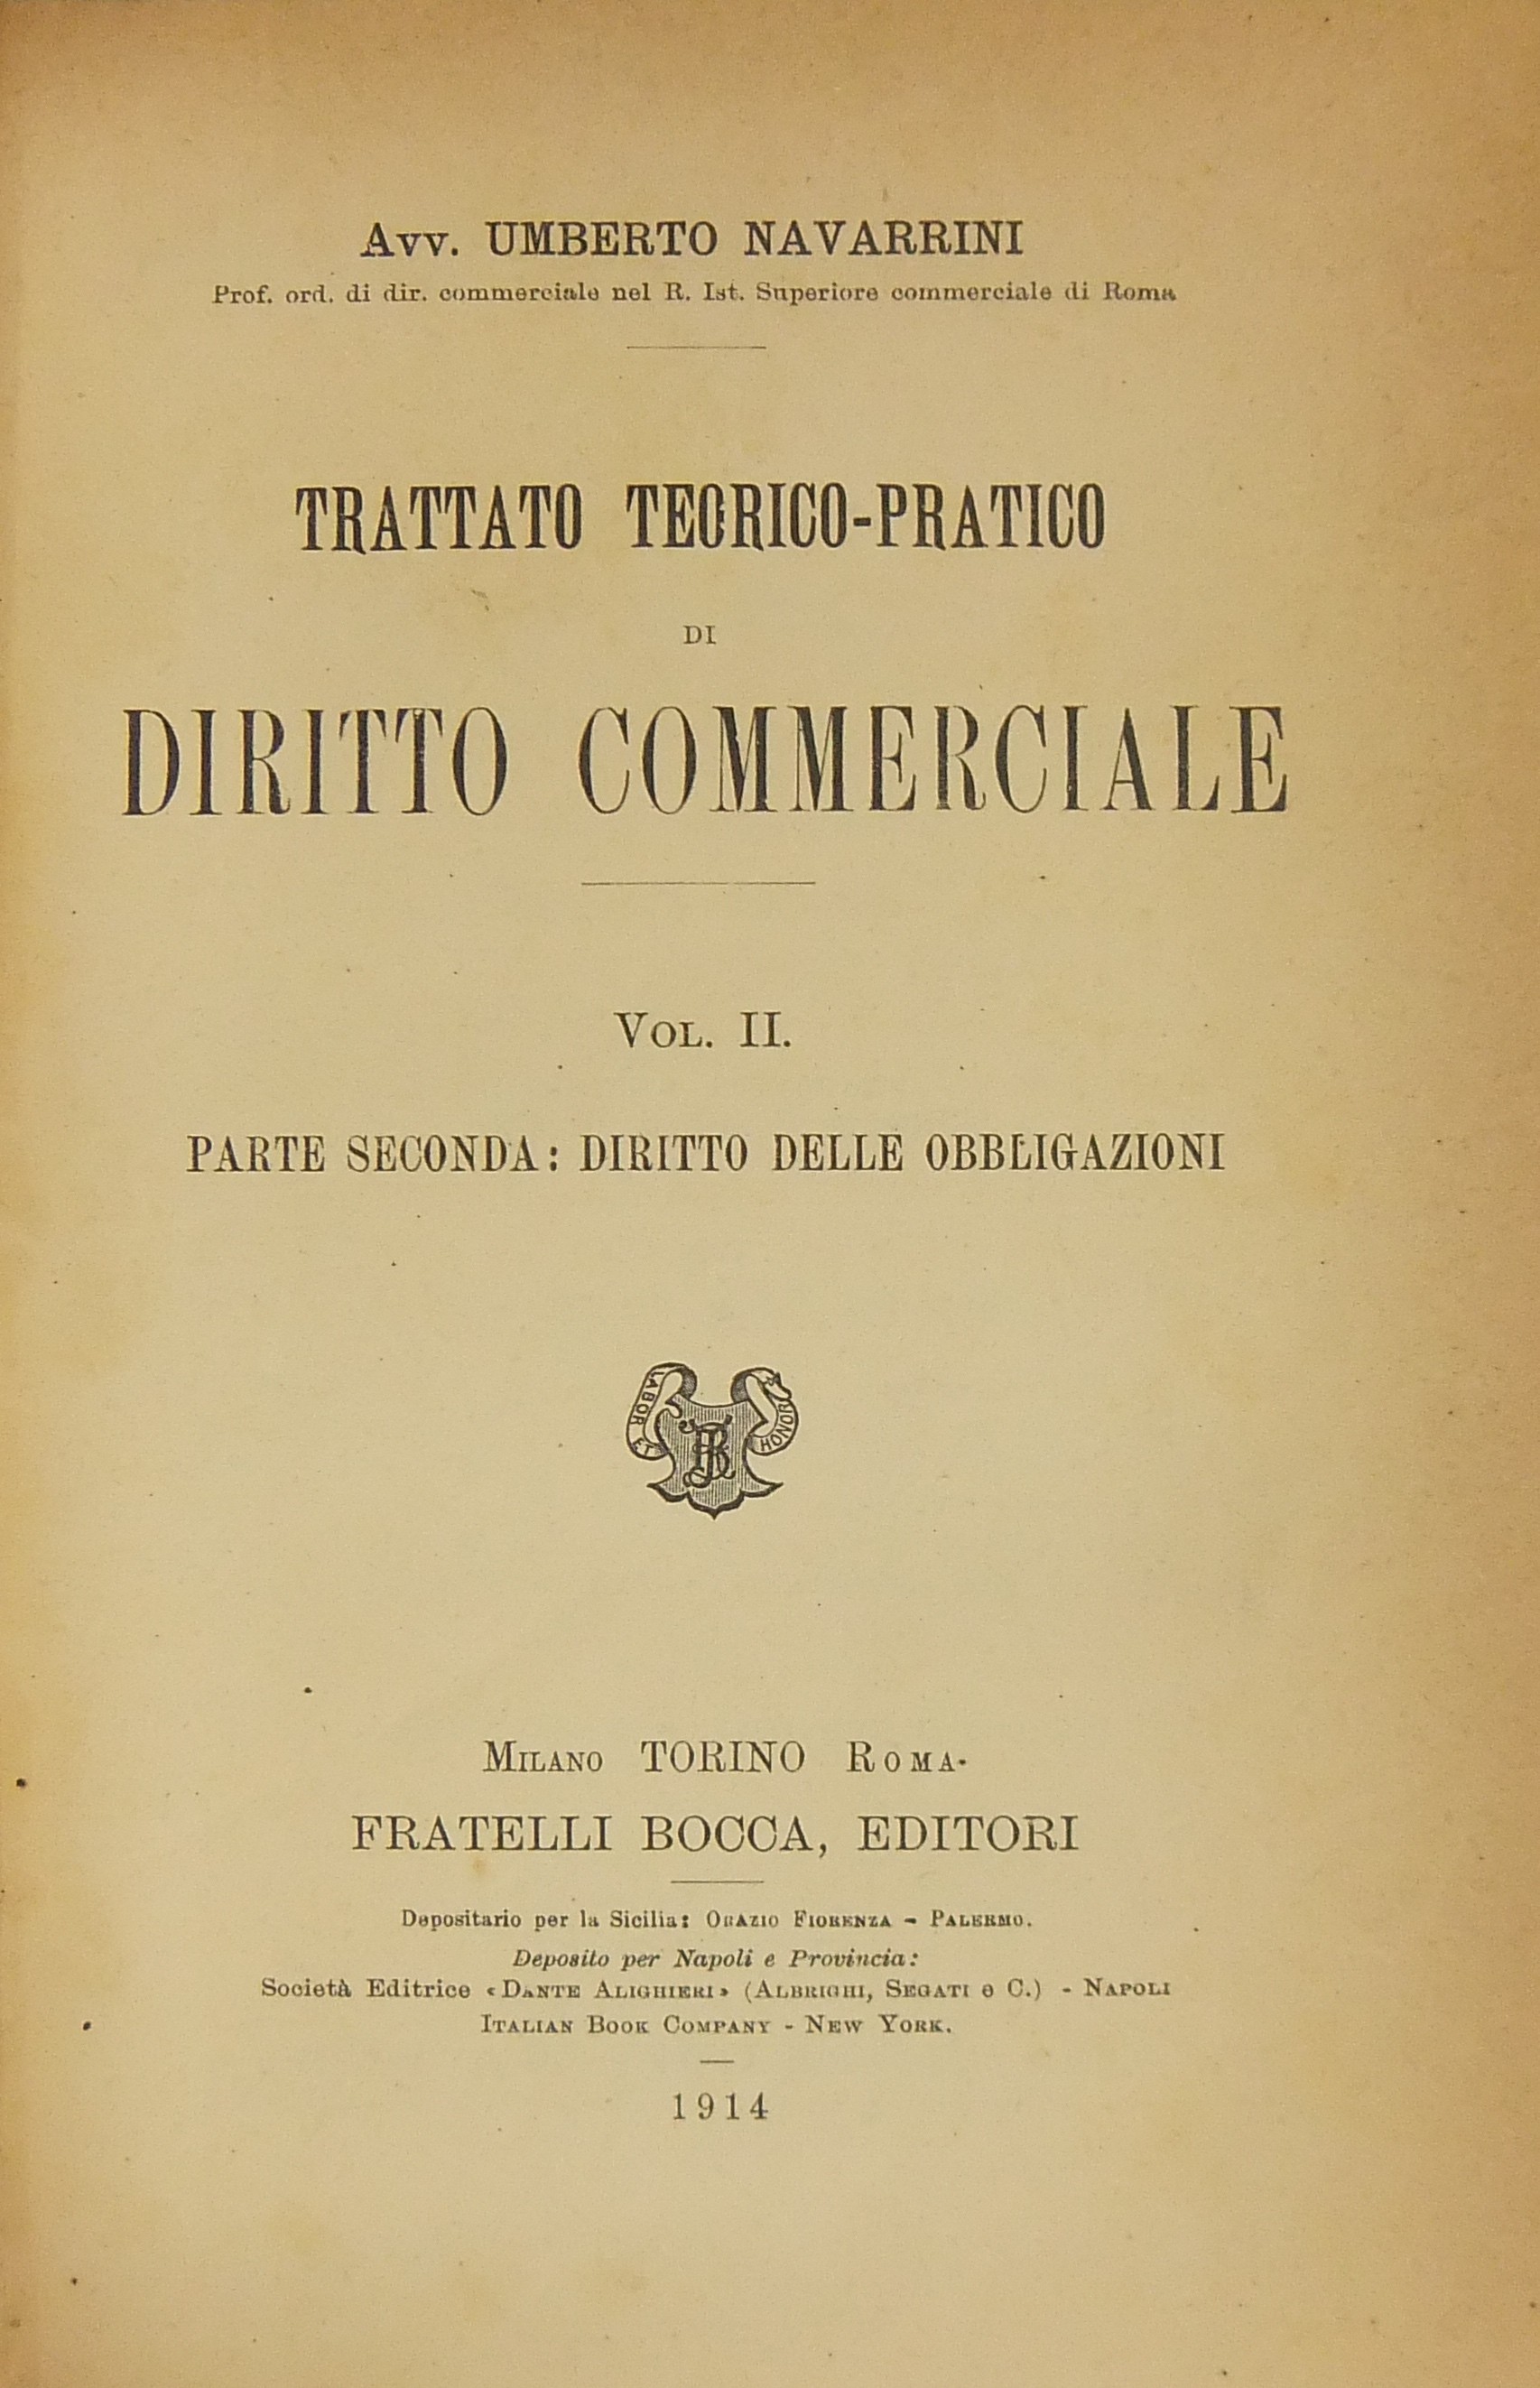 Avv. UMBERTO NAVARRINI
Prof. ord. di dir. commerciale nel R. Ist. Superiore commerciale di Roma
TRATTATO TEORICO-PRATICO
DI
DIRITTO COMMERCIALE
VOL. II.
PARTE SECONDA: DIRITTO DELLE OBBLIGAZIONI
LABOR ET HONOR
FB
MILANO TORINO ROMA
FRATELLI BOCCA, EDITORI
Depositario per la Sicilia: ORAZIO FIORENZA - PALERMO.
Deposito per Napoli e Provincia:
Società Editrice «DANTE ALIGHIERI» (ALBRIGHI, SEGATI e C.) - NAPOLI
ITALIAN BOOK COMPANY - NEW YORK.
1914